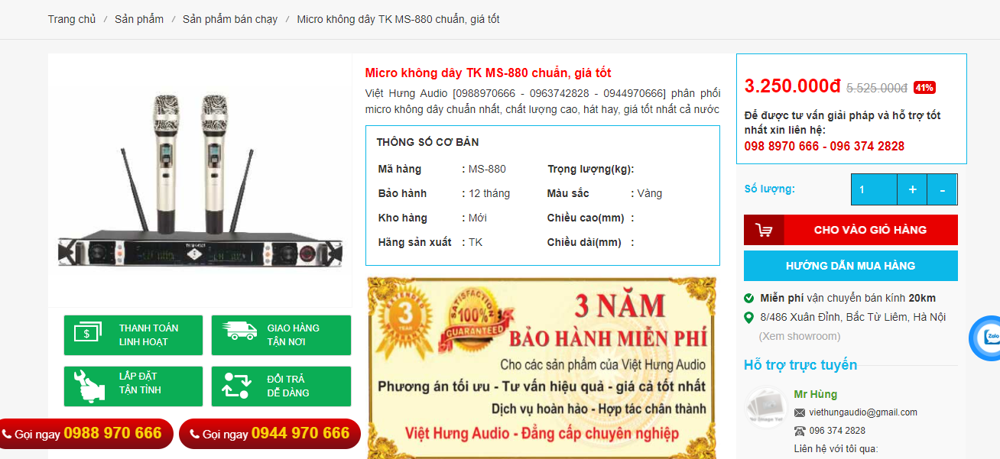 Trang chủ / Sản phẩm / Sản phẩm bán chạy / Micro không dây TK MS-880 chuẩn, giá tốt
Micro không dây TK MS-880 chuẩn, giá tốt
Việt Hưng Audio [0988970666 - 0963742828 - 0944970666] phân phối
micro không dây chuẩn nhất, chất lượng cao, hát hay, giá tốt nhất cả nước
THÔNG SỐ CƠ BẢN
Mã hàng : MS-880 Trọng lượng(kg):
Bảo hành : 12 tháng Màu sắc : Vàng
Kho hàng : Mới Chiều cao(mm) :
Hãng sản xuất : TK Chiều dài(mm) :
3 NĂM
BẢO HÀNH MIỄN PHÍ
EXTENDED
3
YEAR
SATISFACTION
100%
GUARANTEED
Cho các sản phẩm của Việt Hưng Audio
Phương án tối ưu - Tư vấn hiệu quả - giá cả tốt nhất
Dịch vụ hoàn hảo - Hợp tác chân thành
Việt Hưng Audio - Đẳng cấp chuyên nghiệp
THANH TOÁN
LINH HOẠT
GIAO HÀNG
TẬN NƠI
LẮP ĐẶT
TẬN TÌNH
ĐỔI TRẢ
DỄ DÀNG
Gọi ngay 0988 970 666
Gọi ngay 0944 970 666
3.250.000đ 5.525.000đ 41%
Để được tư vấn giải pháp và hỗ trợ tốt
nhất xin liên hệ:
098 8970 666 - 096 374 2828
Số lượng: 1 + -
CHO VÀO GIỎ HÀNG
HƯỚNG DẪN MUA HÀNG
Miễn phí vận chuyển bán kính 20km
8/486 Xuân Đỉnh, Bắc Từ Liêm, Hà Nội
(Xem showroom)
Zalo
Hỗ trợ trực tuyến
Mr Hùng
viethungaudio@gmail.com
096 374 2828
Liên hệ với tôi qua: